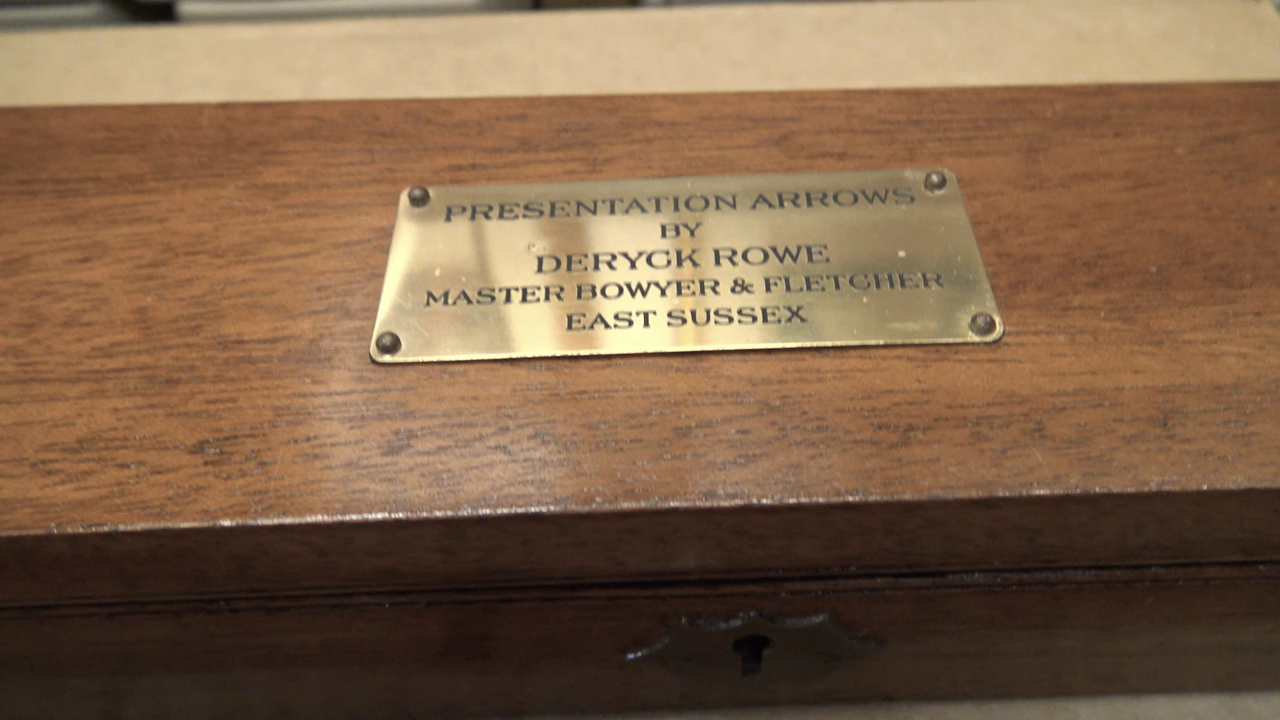 PRESENTATION ARROWS
BY
DERYCK ROWE
MASTER BOWYER & FLETCHER
EAST SUSSEX